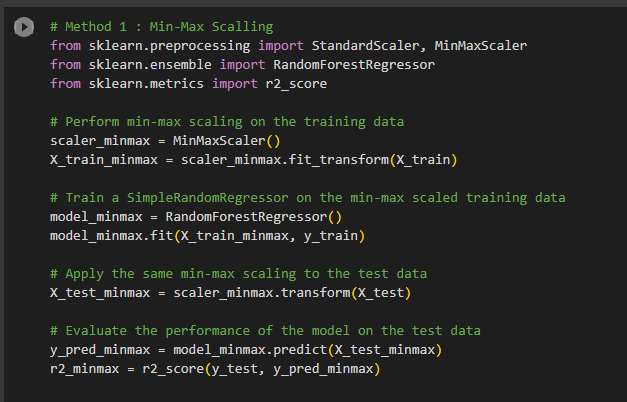 # Method 1 : Min-Max Scalling
from sklearn.preprocessing import StandardScaler, MinMaxScaler
from sklearn.ensemble import RandomForestRegressor
from sklearn.metrics import r2_score
# Perform min-max scaling on the training data
scaler_minmax = MinMaxScaler()
X_train_minmax = scaler_minmax.fit_transform(X_train)
# Train a SimpleRandomRegressor on the min-max scaled training data
model_minmax = RandomForestRegressor()
model_minmax.fit(X_train_minmax, y_train)
# Apply the same min-max scaling to the test data
X_test_minmax = scaler_minmax.transform(X_test)
# Evaluate the performance of the model on the test data
y_pred_minmax = model_minmax.predict(X_test_minmax)
r2_minmax = r2_score(y_test, y_pred_minmax)